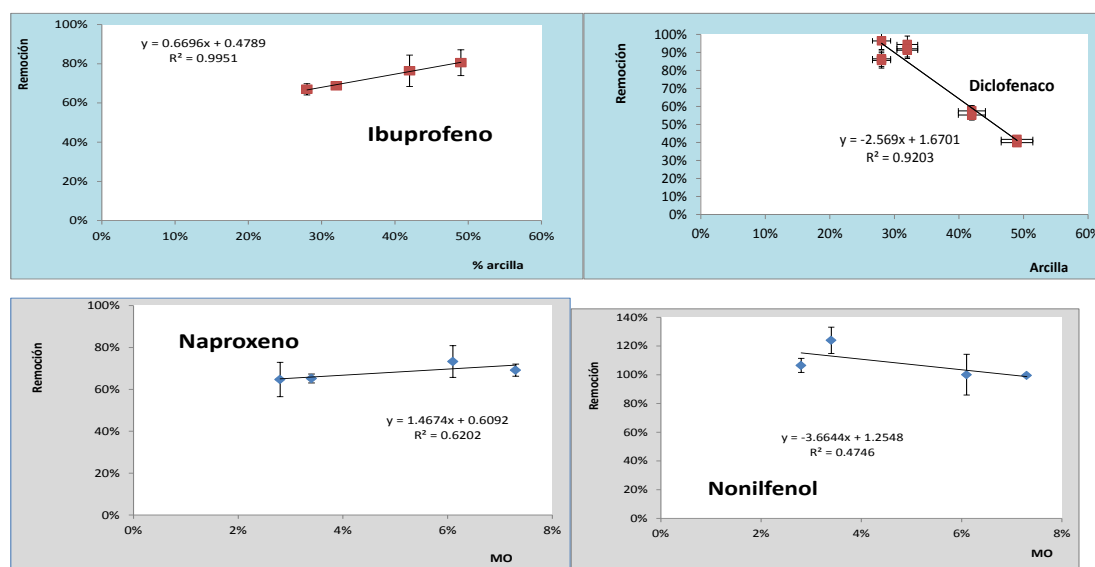 Remoción
100%
80%
60%
40%
20%
0%
y = 0.6696x + 0.4789
R² = 0.9951
Ibuprofeno
0% 10% 20% 30% 40% 50% 60%
% arcilla
Remoción
100%
90%
80%
70%
60%
50%
40%
30%
20%
10%
0%
Diclofenaco
y = -2.569x + 1.6701
R² = 0.9203
0% 10% 20% 30% 40% 50% 60%
Arcilla
Remoción
100%
80%
60%
40%
20%
0%
Naproxeno
y = 1.4674x + 0.6092
R² = 0.6202
0% 2% 4% 6% 8%
MO
Remoción
140%
120%
100%
80%
60%
40%
20%
0%
y = -3.6644x + 1.2548
R² = 0.4746
Nonilfenol
0% 2% 4% 6% 8%
MO